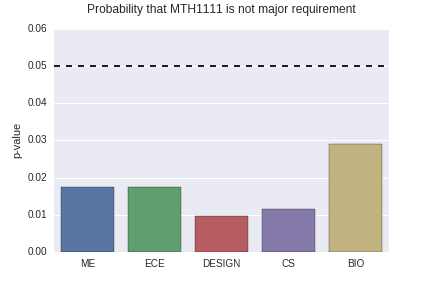 Probability that MTH1111 is not major requirement
0.06
0.05
0.04
0.03
0.02
0.01
0.00
p-value
ME ECE DESIGN CS BIO